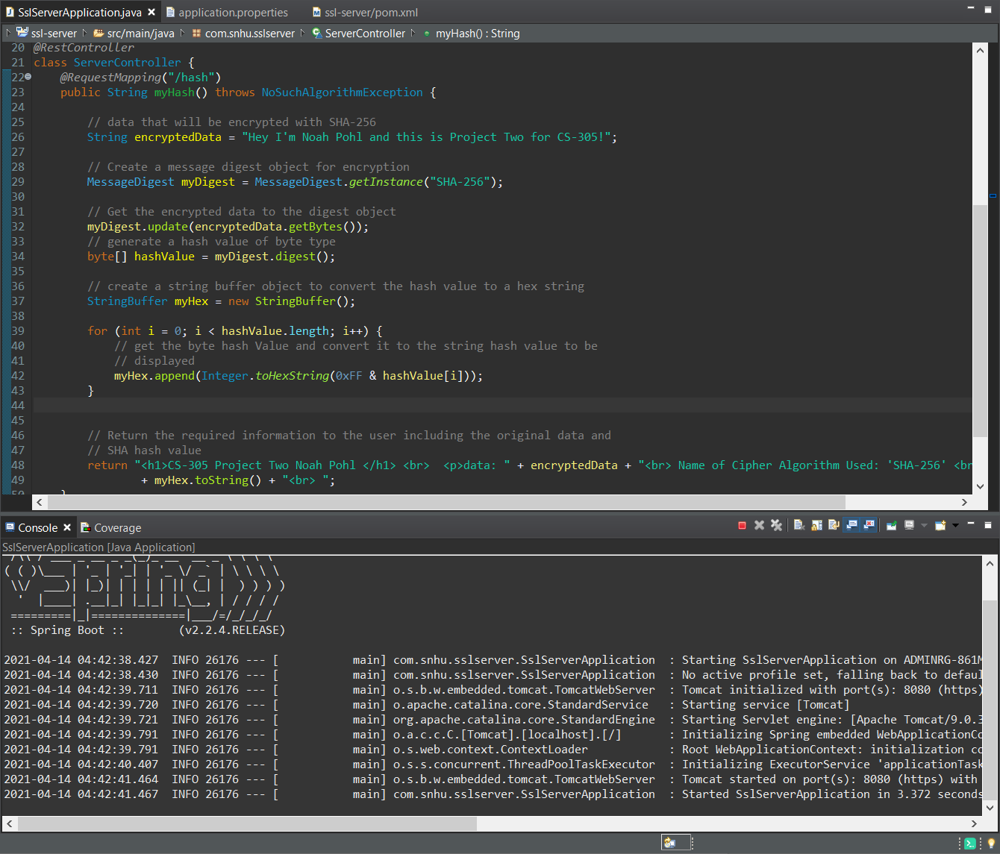 SslServerApplication.java application.properties ssl-server/pom.xml
ssl-server src/main/java com.snhu.sslserver ServerController myHash() : String
20 @RestController
21 class ServerController {
22 @RequestMapping("/hash")
23 public String myHash() throws NoSuchAlgorithmException {
24
25 // data that will be encrypted with SHA-256
26 String encryptedData = "Hey I'm Noah Pohl and this is Project Two for CS-305!";
27
28 // Create a message digest object for encryption
29 MessageDigest myDigest = MessageDigest.getInstance("SHA-256");
30
31 // Get the encrypted data to the digest object
32 myDigest.update(encryptedData.getBytes());
33 // generate a hash value of byte type
34 byte[] hashValue = myDigest.digest();
35
36 // create a string buffer object to convert the hash value to a hex string
37 StringBuffer myHex = new StringBuffer();
38
39 for (int i = 0; i < hashValue.length; i++) {
40 // get the byte hash Value and convert it to the string hash value to be
41 // displayed
42 myHex.append(Integer.toHexString(0xFF & hashValue[i]));
43 }
44
45
46 // Return the required information to the user including the original data and
47 // SHA hash value
48 return "<h1>CS-305 Project Two Noah Pohl </h1> <br>  <p>data: " + encryptedData + "<br> Name of Cipher Algorithm Used: 'SHA-256' <br
49 + myHex.toString() + "<br> ";
50 }
Console Coverage
SslServerApplication [Java Application]
:: Spring Boot :: (v2.2.4.RELEASE)
2021-04-14 04:42:38.427 INFO 26176 --- [ main] com.snhu.sslserver.SslServerApplication : Starting SslServerApplication on ADMINRG-861M
2021-04-14 04:42:38.430 INFO 26176 --- [ main] com.snhu.sslserver.SslServerApplication : No active profile set, falling back to defaul
2021-04-14 04:42:39.711 INFO 26176 --- [ main] o.s.b.w.embedded.tomcat.TomcatWebServer : Tomcat initialized with port(s): 8080 (https)
2021-04-14 04:42:39.720 INFO 26176 --- [ main] o.apache.catalina.core.StandardService : Starting service [Tomcat]
2021-04-14 04:42:39.721 INFO 26176 --- [ main] org.apache.catalina.core.StandardEngine : Starting Servlet engine: [Apache Tomcat/9.0.3
2021-04-14 04:42:39.791 INFO 26176 --- [ main] o.a.c.c.C.[Tomcat].[localhost].[/] : Initializing Spring embedded WebApplicationCo
2021-04-14 04:42:39.791 INFO 26176 --- [ main] o.s.web.context.ContextLoader : Root WebApplicationContext: initialization co
2021-04-14 04:42:40.407 INFO 26176 --- [ main] o.s.s.concurrent.ThreadPoolTaskExecutor : Initializing ExecutorService 'applicationTask
2021-04-14 04:42:41.464 INFO 26176 --- [ main] o.s.b.w.embedded.tomcat.TomcatWebServer : Tomcat started on port(s): 8080 (https) with
2021-04-14 04:42:41.467 INFO 26176 --- [ main] com.snhu.sslserver.SslServerApplication : Started SslServerApplication in 3.372 seconds